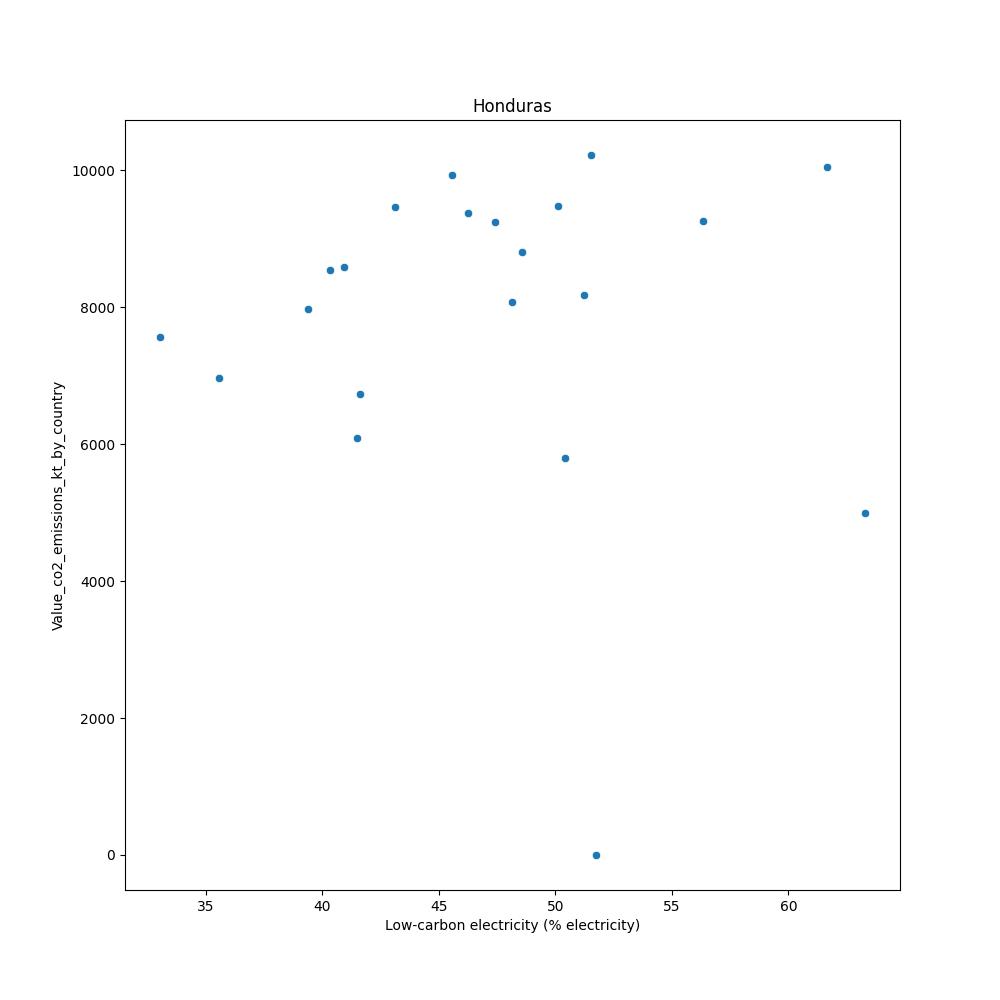 Honduras
10000
8000
6000
4000
2000
0
Value_co2_emissions_kt_by_country
35 40 45 50 55 60
Low-carbon electricity (% electricity)